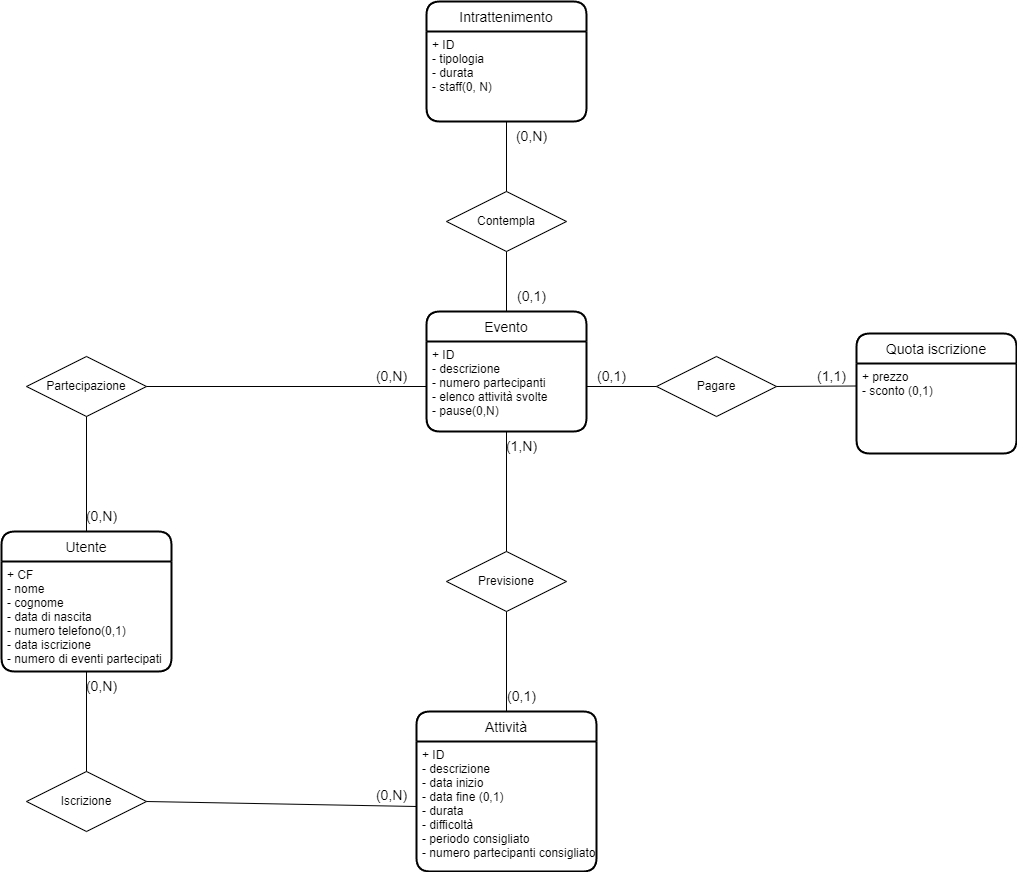 Intrattenimento
+ ID
- tipologia
- durata
- staff(0, N)
(0,N)
Contempla
(0,1)
Evento
+ ID
- descrizione
- numero partecipanti
- elenco attività svolte
- pause(0,N)
(0,N)
Partecipazione
(0,1)
Pagare
(1,1)
Quota iscrizione
+ prezzo
- sconto (0,1)
(1,N)
(0,N)
Utente
+ CF
- nome
- cognome
- data di nascita
- numero telefono(0,1)
- data iscrizione
- numero di eventi partecipati
Previsione
(0,N)
(0,1)
Attività
+ ID
- descrizione
- data inizio
- data fine (0,1)
- durata
- difficoltà
- periodo consigliato
- numero partecipanti consigliato
(0,N)
Iscrizione